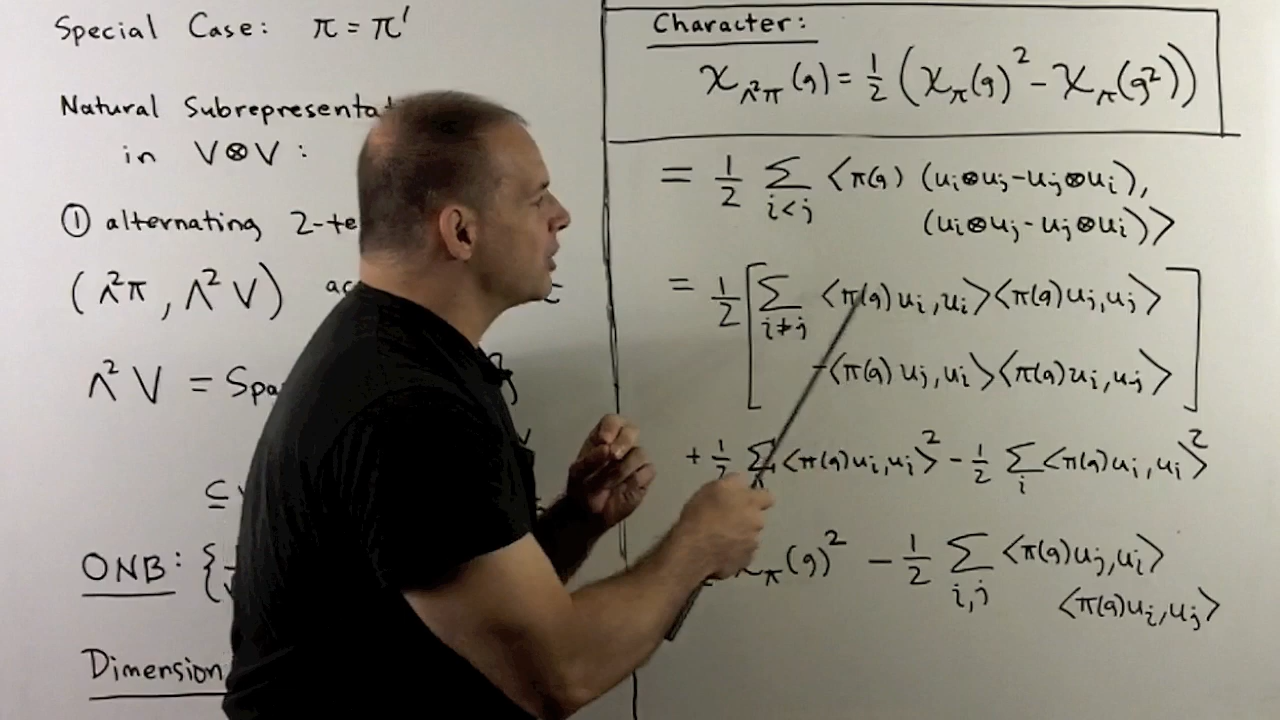 Special Case: π = π'
Natural Subrepresentat
in V⊗V :
① alternating 2-te
(Λ²π, Λ²V)
Λ²V = Spa
⊆
ONB: {
Dimension
Character:
χ_Λ²π(g) = 1/2 (χ_π(g)² - χ_π(g²))
= 1/2 Σ_{i<j} <π(g) (u_i⊗u_j - u_j⊗u_i),
(u_i⊗u_j - u_j⊗u_i)>
= 1/2 [ Σ_{i≠j} <π(g)u_i, u_i><π(g)u_j, u_j>
-<π(g)u_j, u_i><π(g)u_i, u_j> ]
+ 1/2 Σ_i <π(g)u_i, u_i>² - 1/2 Σ_i <π(g)u_i, u_i>²
χ_π(g)² - 1/2 Σ_{i,j} <π(g)u_j, u_i>
<π(g)u_i, u_j>